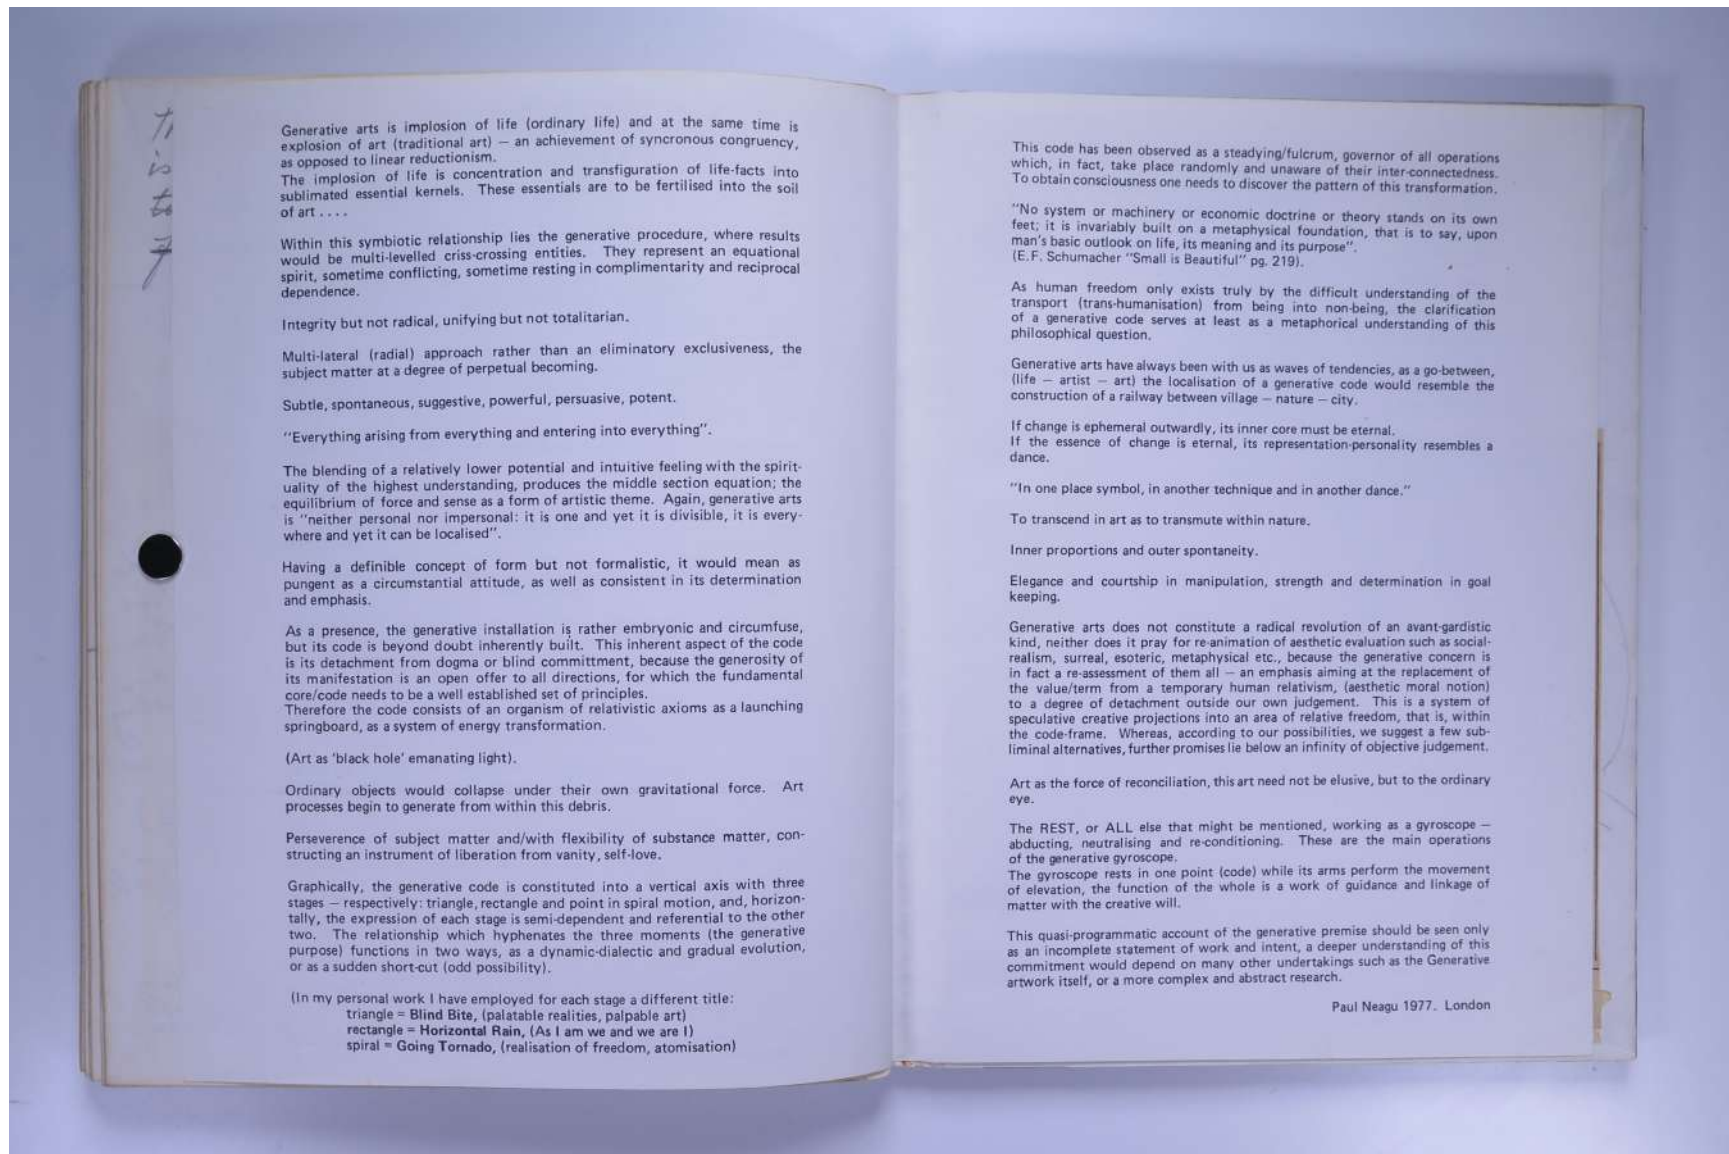 Generative arts is implosion of life (ordinary life) and at the same time is
explosion of art (traditional art) — an achievement of syncronous congruency,
as opposed to linear reductionism.
The implosion of life is concentration and transfiguration of life-facts into
sublimated essential kernels. These essentials are to be fertilised into the soil
of art . . . .
Within this symbiotic relationship lies the generative procedure, where results
would be multi-levelled criss-crossing entities. They represent an equational
spirit, sometime conflicting, sometime resting in complimentarity and reciprocal
dependence.
Integrity but not radical, unifying but not totalitarian.
Multi-lateral (radial) approach rather than an eliminatory exclusiveness, the
subject matter at a degree of perpetual becoming.
Subtle, spontaneous, suggestive, powerful, persuasive, potent.
"Everything arising from everything and entering into everything".
The blending of a relatively lower potential and intuitive feeling with the spirit-
uality of the highest understanding, produces the middle section equation; the
equilibrium of force and sense as a form of artistic theme. Again, generative arts
is "neither personal nor impersonal: it is one and yet it is divisible, it is every-
where and yet it can be localised".
Having a definible concept of form but not formalistic, it would mean as
pungent as a circumstantial attitude, as well as consistent in its determination
and emphasis.
As a presence, the generative installation is rather embryonic and circumfuse,
but its code is beyond doubt inherently built. This inherent aspect of the code
is its detachment from dogma or blind committment, because the generosity of
its manifestation is an open offer to all directions, for which the fundamental
core/code needs to be a well established set of principles.
Therefore the code consists of an organism of relativistic axioms as a launching
springboard, as a system of energy transformation.
(Art as 'black hole' emanating light).
Ordinary objects would collapse under their own gravitational force. Art
processes begin to generate from within this debris.
Perseverence of subject matter and/with flexibility of substance matter, con-
structing an instrument of liberation from vanity, self-love.
Graphically, the generative code is constituted into a vertical axis with three
stages — respectively: triangle, rectangle and point in spiral motion, and, horizon-
tally, the expression of each stage is semi-dependent and referential to the other
two. The relationship which hyphenates the three moments (the generative
purpose) functions in two ways, as a dynamic-dialectic and gradual evolution,
or as a sudden short-cut (odd possibility).
(In my personal work I have employed for each stage a different title:
triangle = Blind Bite, (palatable realities, palpable art)
rectangle = Horizontal Rain, (As I am we and we are I)
spiral = Going Tornado, (realisation of freedom, atomisation)
This code has been observed as a steadying/fulcrum, governor of all operations
which, in fact, take place randomly and unaware of their inter-connectedness.
To obtain consciousness one needs to discover the pattern of this transformation.
"No system or machinery or economic doctrine or theory stands on its own
feet; it is invariably built on a metaphysical foundation, that is to say, upon
man's basic outlook on life, its meaning and its purpose".
(E.F. Schumacher "Small is Beautiful" pg. 219).
As human freedom only exists truly by the difficult understanding of the
transport (trans-humanisation) from being into non-being, the clarification
of a generative code serves at least as a metaphorical understanding of this
philosophical question.
Generative arts have always been with us as waves of tendencies, as a go-between,
(life — artist — art) the localisation of a generative code would resemble the
construction of a railway between village — nature — city.
If change is ephemeral outwardly, its inner core must be eternal.
If the essence of change is eternal, its representation-personality resembles a
dance.
"In one place symbol, in another technique and in another dance."
To transcend in art as to transmute within nature.
Inner proportions and outer spontaneity.
Elegance and courtship in manipulation, strength and determination in goal
keeping.
Generative arts does not constitute a radical revolution of an avant-gardistic
kind, neither does it pray for re-animation of aesthetic evaluation such as social-
realism, surreal, esoteric, metaphysical etc., because the generative concern is
in fact a re-assessment of them all — an emphasis aiming at the replacement of
the value/term from a temporary human relativism, (aesthetic moral notion)
to a degree of detachment outside our own judgement. This is a system of
speculative creative projections into an area of relative freedom, that is, within
the code-frame. Whereas, according to our possibilities, we suggest a few sub-
liminal alternatives, further promises lie below an infinity of objective judgement.
Art as the force of reconciliation, this art need not be elusive, but to the ordinary
eye.
The REST, or ALL else that might be mentioned, working as a gyroscope —
abducting, neutralising and re-conditioning. These are the main operations
of the generative gyroscope.
The gyroscope rests in one point (code) while its arms perform the movement
of elevation, the function of the whole is a work of guidance and linkage of
matter with the creative will.
This quasi-programmatic account of the generative premise should be seen only
as an incomplete statement of work and intent, a deeper understanding of this
commitment would depend on many other undertakings such as the Generative
artwork itself, or a more complex and abstract research.
Paul Neagu 1977. London